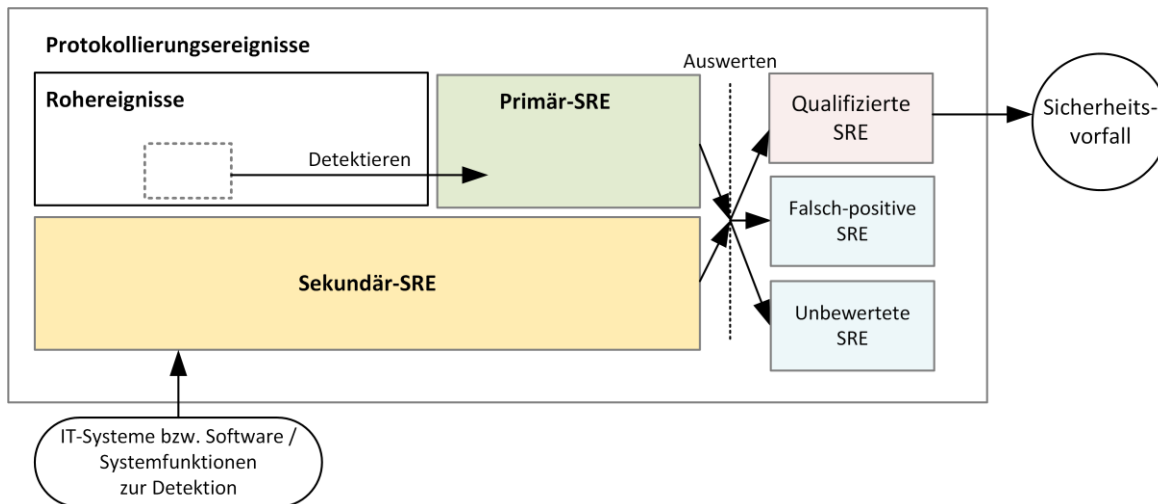 Protokollierungsereignisse
Rohereignisse
Detektieren
Primär-SRE
Sekundär-SRE
Auswerten
Qualifizierte
SRE
Falsch-positive
SRE
Unbewertete
SRE
Sicherheits-
vorfall
IT-Systeme bzw. Software /
Systemfunktionen
zur Detektion